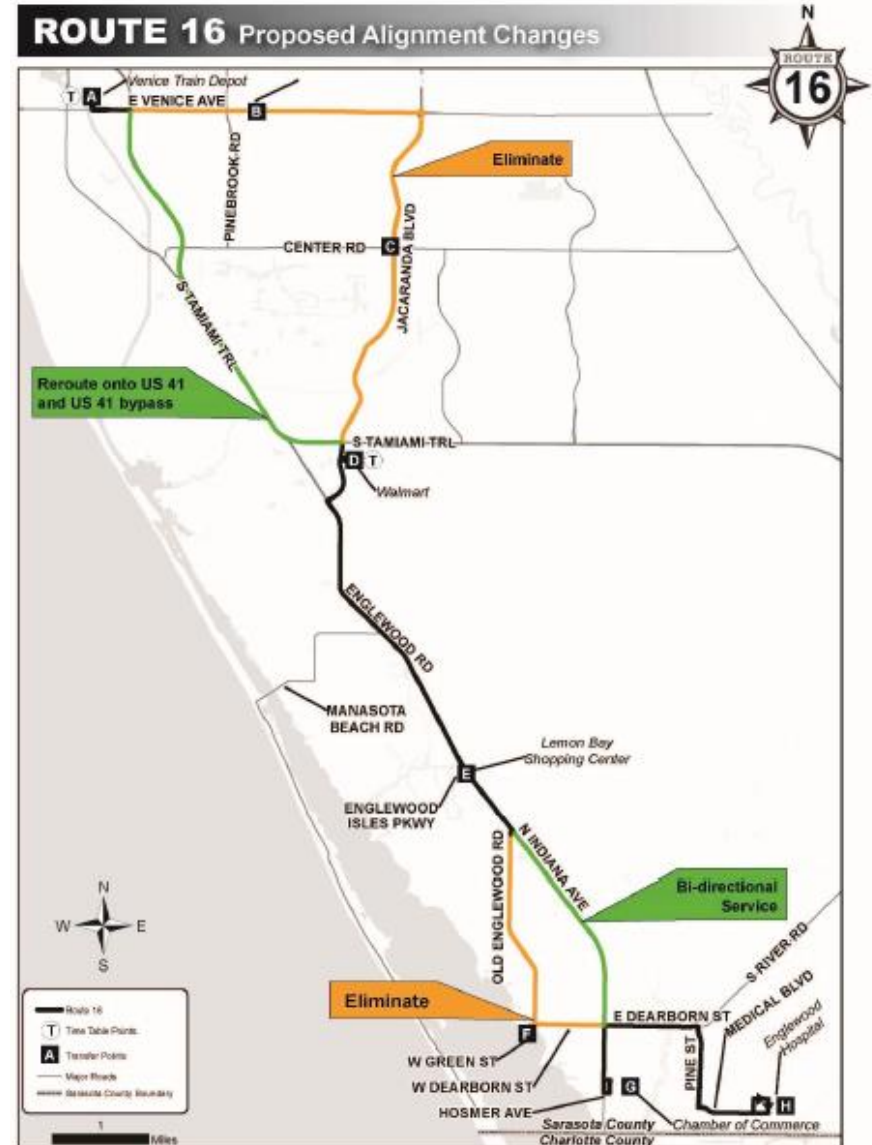 ROUTE 16 Proposed Alignment Changes
N
ROUTE
16
Venice Train Depot
T A
E VENICE AVE
B
Eliminate
PINEBROOK RD
CENTER RD
C
JACARANDA BLVD
S TAMIAMI TRL
Reroute onto US 41
and US 41 bypass
S TAMIAMI TRL
D T
Walmart
ENGLEWOOD RD
MANASOTA
BEACH RD
Lemon Bay
Shopping Center
E
ENGLEWOOD
ISLES PKWY
N INDIANA AVE
OLD ENGLEWOOD RD
Bi-directional
Service
N
W E
S
S RIVER RD
Eliminate
E DEARBORN ST
MEDICAL BLVD
Englewood
Hospital
F
W GREEN ST
PINE ST
W DEARBORN ST
I G
H
HOSMER AVE
Sarasota County
Chamber of Commerce
Charlotte County
Route 16
T Time Table Points
A Transfer Points
Major Roads
Sarasota County Boundary
1
Miles